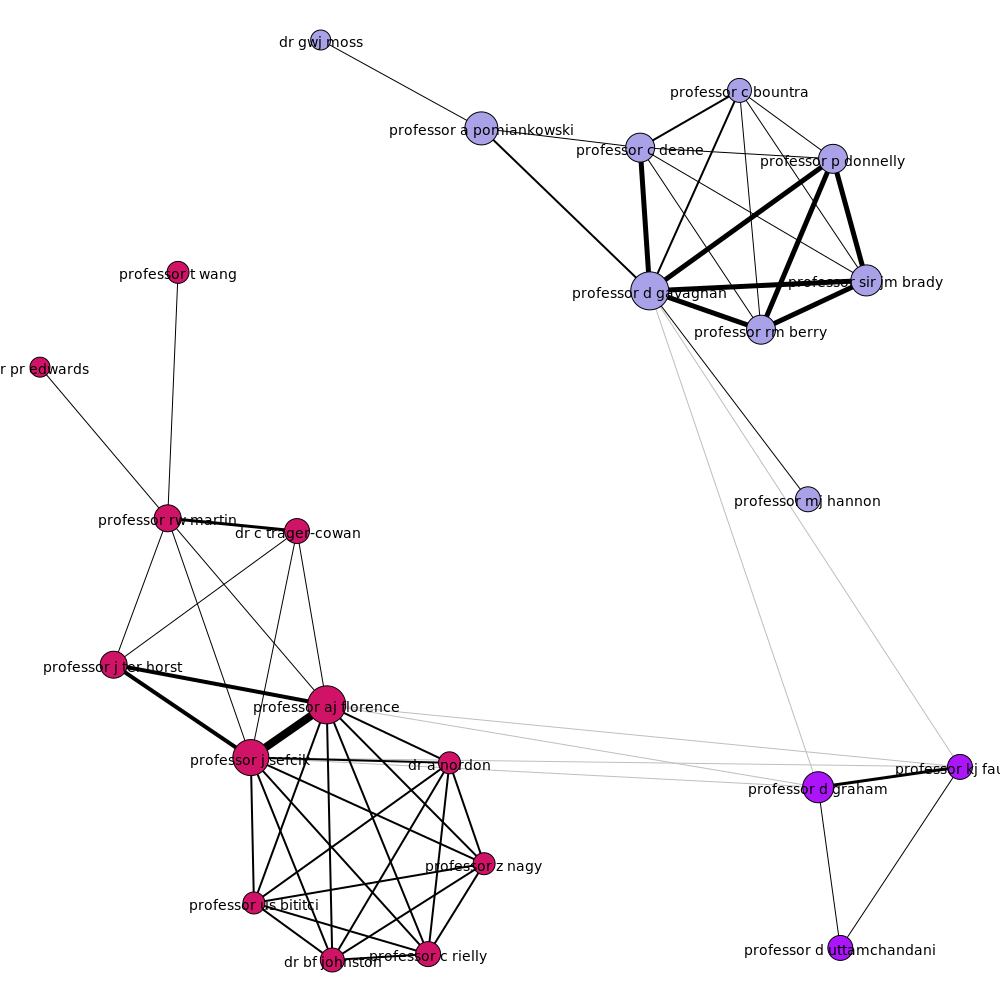 dr gwj moss
professor c bountra
professor a pomiankowski
professor c deane
professor p donnelly
professor t wang
professor sir jm brady
professor d gavaghan
professor rm berry
r pr edwards
professor mj hannon
professor rw martin
dr c trager-cowan
professor j ter horst
professor aj florence
professor j sefcik
dr a nordon
professor kj fau
professor d graham
professor z nagy
professor us bititci
professor d uttamchandani
dr bf johnston
professor c rielly